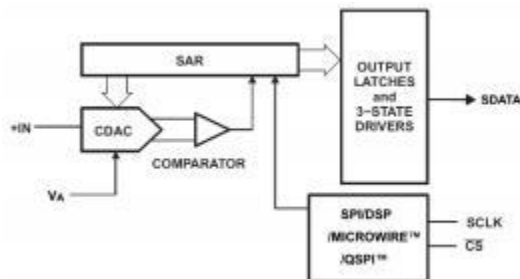 SAR
OUTPUT
LATCHES
and
3-STATE
DRIVERS
SDATA
+IN
CDAC
COMPARATOR
VA
SPI/DSP
/MICROWIRE™
/QSPI™
SCLK
CS